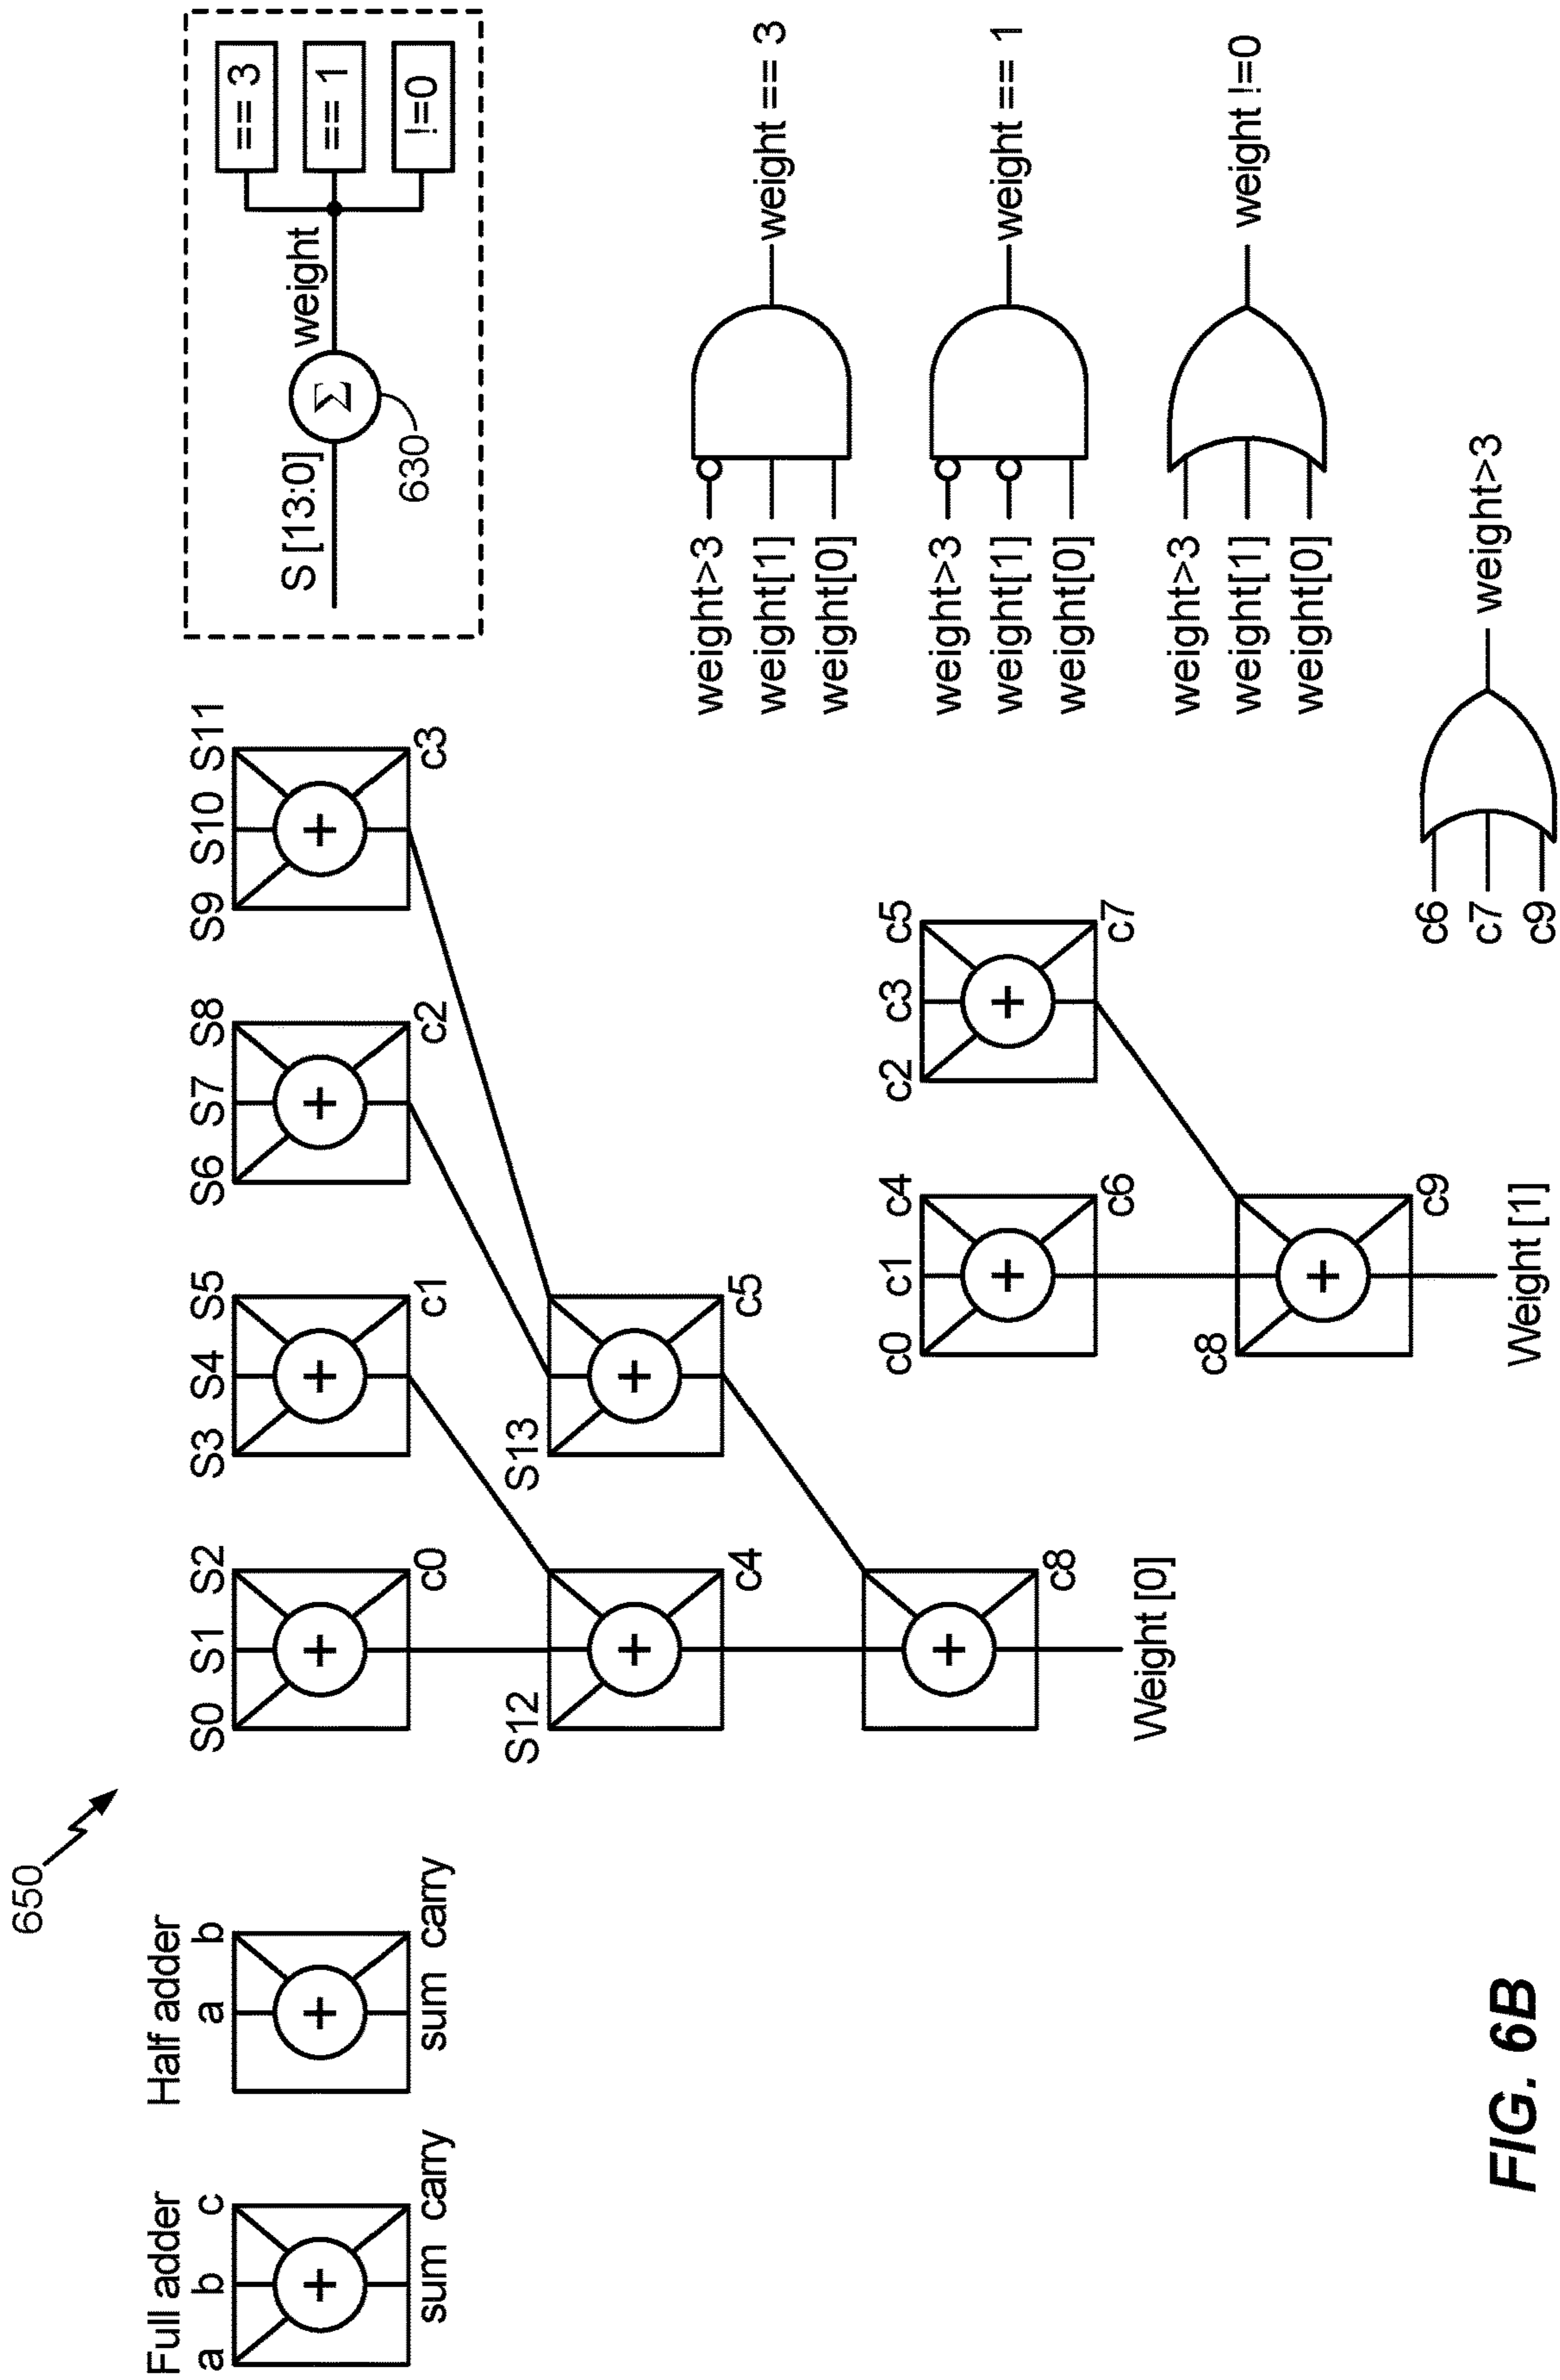 650
Full adder
a b c
sum carry
Half adder
a b
sum carry
S0 S1 S2
c0
S3 S4 S5
c1
S6 S7 S8
c2
S9 S10 S11
c3
S12
c4
S13
c5
c8
Weight [0]
c0 c1 c4
c6
c2 c3 c5
c7
c8
c9
Weight [1]
S [13:0]
Σ
630
weight
== 3
== 1
!=0
weight>3
weight[1]
weight[0]
weight == 3
weight>3
weight[1]
weight[0]
weight == 1
weight>3
weight[1]
weight[0]
weight !=0
c6
c7
c9
weight>3
FIG. 6B